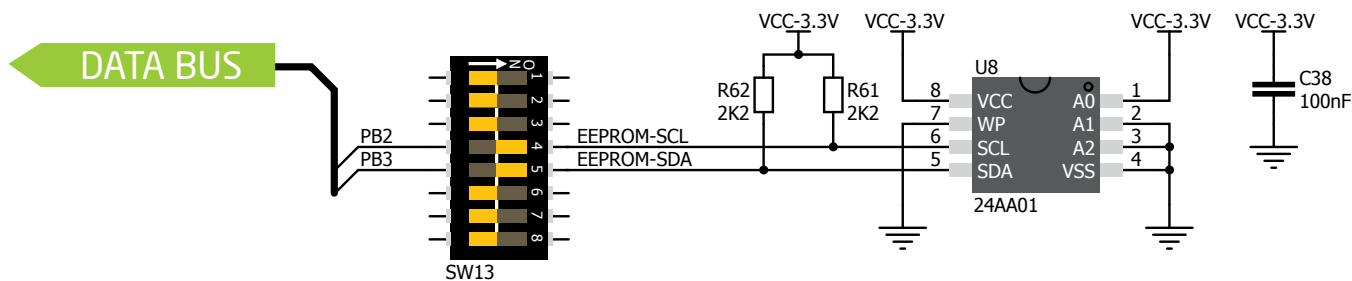 DATA BUS
PB2
PB3
ON
1
2
3
4
5
6
7
8
SW13
EEPROM-SCL
EEPROM-SDA
VCC-3.3V
R62
2K2
R61
2K2
VCC-3.3V
U8
8
7
6
5
VCC
WP
SCL
SDA
A0
A1
A2
VSS
1
2
3
4
24AA01
VCC-3.3V
VCC-3.3V
C38
100nF